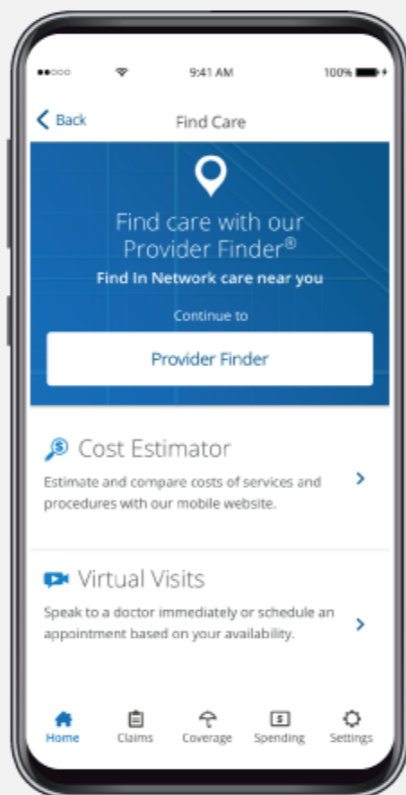 9:41 AM
100%
Back
Find Care
Find care with our
Provider Finder®
Find In Network care near you
Continue to
Provider Finder
Cost Estimator
Estimate and compare costs of services and
procedures with our mobile website.
Virtual Visits
Speak to a doctor immediately or schedule an
appointment based on your availability.
Home
Claims
Coverage
Spending
Settings